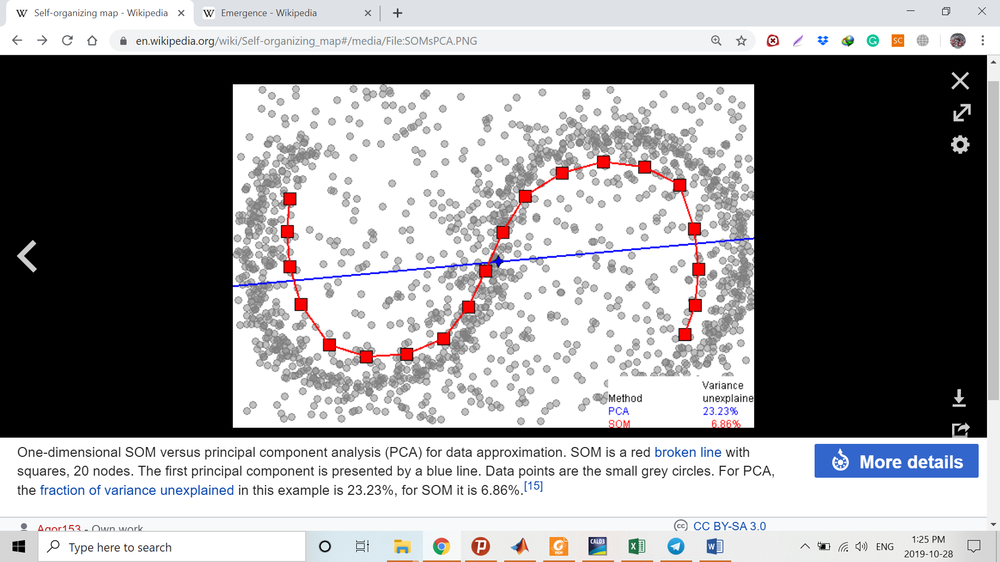 Self-organizing map - Wikipedia
Emergence - Wikipedia
en.wikipedia.org/wiki/Self-organizing_map#/media/File:SOMsPCA.PNG
SC
Variance
Method unexplaine
PCA 23.23%
SOM 6.86%
One-dimensional SOM versus principal component analysis (PCA) for data approximation. SOM is a red broken line with
squares, 20 nodes. The first principal component is presented by a blue line. Data points are the small grey circles. For PCA,
the fraction of variance unexplained in this example is 23.23%, for SOM it is 6.86%.[15]
More details
Agor153 - Own work
cc CC BY-SA 3.0
Type here to search
PDF
CALD3
ENG
1:25 PM
2019-10-28